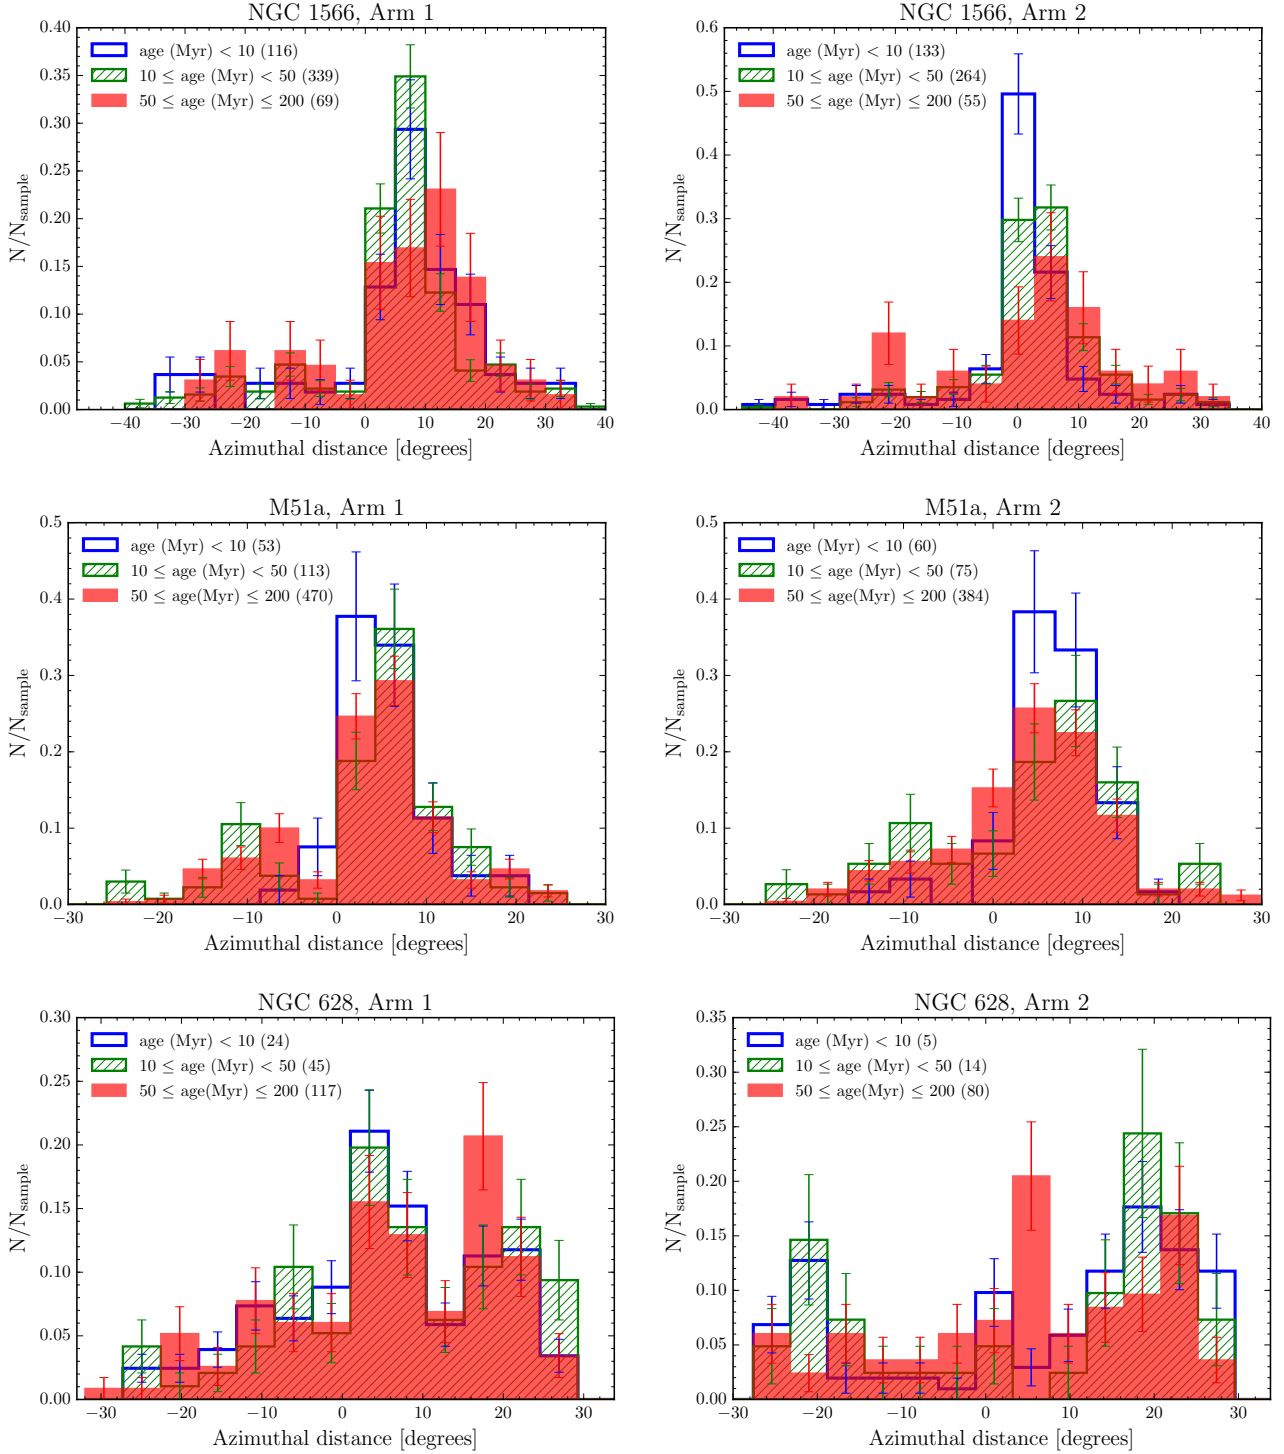 NGC 1566, Arm 1
age (Myr) < 10 (116)
10 ≤ age (Myr) < 50 (339)
50 ≤ age (Myr) ≤ 200 (69)
N/N_sample
0.40
0.35
0.30
0.25
0.20
0.15
0.10
0.05
0.00
−40 −30 −20 −10 0 10 20 30 40
Azimuthal distance [degrees]
NGC 1566, Arm 2
age (Myr) < 10 (133)
10 ≤ age (Myr) < 50 (264)
50 ≤ age (Myr) ≤ 200 (55)
N/N_sample
0.6
0.5
0.4
0.3
0.2
0.1
0.0
−40 −30 −20 −10 0 10 20 30 40
Azimuthal distance [degrees]
M51a, Arm 1
age (Myr) < 10 (53)
10 ≤ age (Myr) < 50 (113)
50 ≤ age(Myr) ≤ 200 (470)
N/N_sample
0.5
0.4
0.3
0.2
0.1
0.0
−30 −20 −10 0 10 20 30
Azimuthal distance [degrees]
M51a, Arm 2
age (Myr) < 10 (60)
10 ≤ age (Myr) < 50 (75)
50 ≤ age(Myr) ≤ 200 (384)
N/N_sample
0.5
0.4
0.3
0.2
0.1
0.0
−30 −20 −10 0 10 20 30
Azimuthal distance [degrees]
NGC 628, Arm 1
age (Myr) < 10 (24)
10 ≤ age (Myr) < 50 (45)
50 ≤ age(Myr) ≤ 200 (117)
N/N_sample
0.30
0.25
0.20
0.15
0.10
0.05
0.00
−30 −20 −10 0 10 20 30
Azimuthal distance [degrees]
NGC 628, Arm 2
age (Myr) < 10 (5)
10 ≤ age (Myr) < 50 (14)
50 ≤ age(Myr) ≤ 200 (80)
N/N_sample
0.35
0.30
0.25
0.20
0.15
0.10
0.05
0.00
−30 −20 −10 0 10 20 30
Azimuthal distance [degrees]